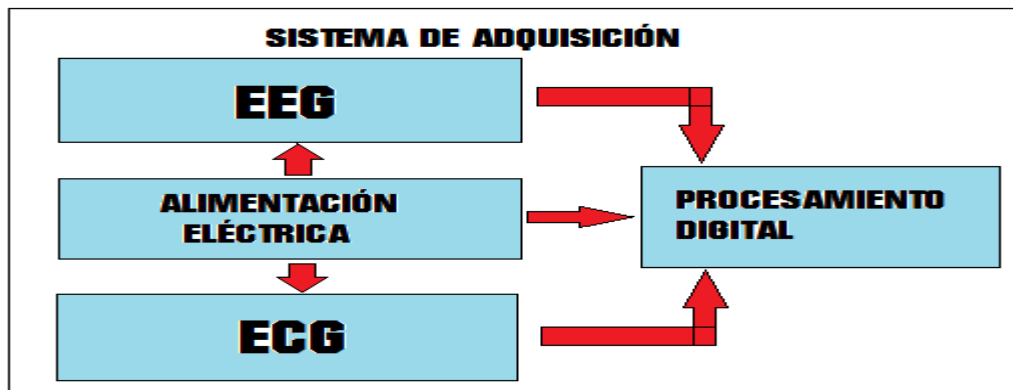 SISTEMA DE ADQUISICIÓN
EEG
ALIMENTACIÓN
ELÉCTRICA
PROCESAMIENTO
DIGITAL
ECG